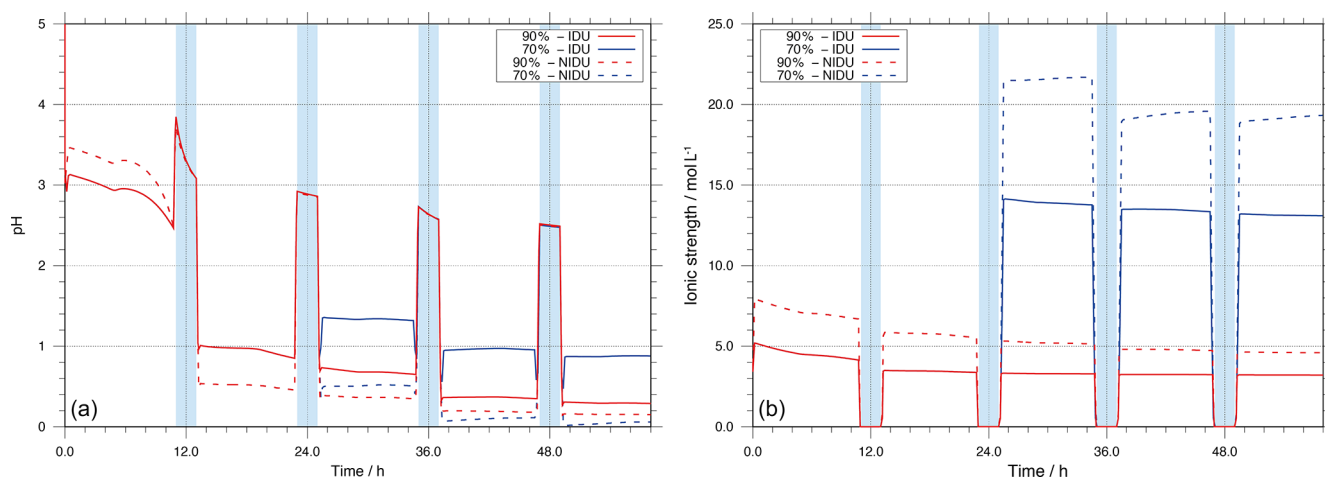 5
4
3
2
1
0
pH
90% – IDU
70% – IDU
90% – NIDU
70% – NIDU
(a)
0.0 12.0 24.0 36.0 48.0
Time / h
25.0
20.0
15.0
10.0
5.0
0.0
Ionic strength / mol L-1
90% – IDU
70% – IDU
90% – NIDU
70% – NIDU
(b)
0.0 12.0 24.0 36.0 48.0
Time / h